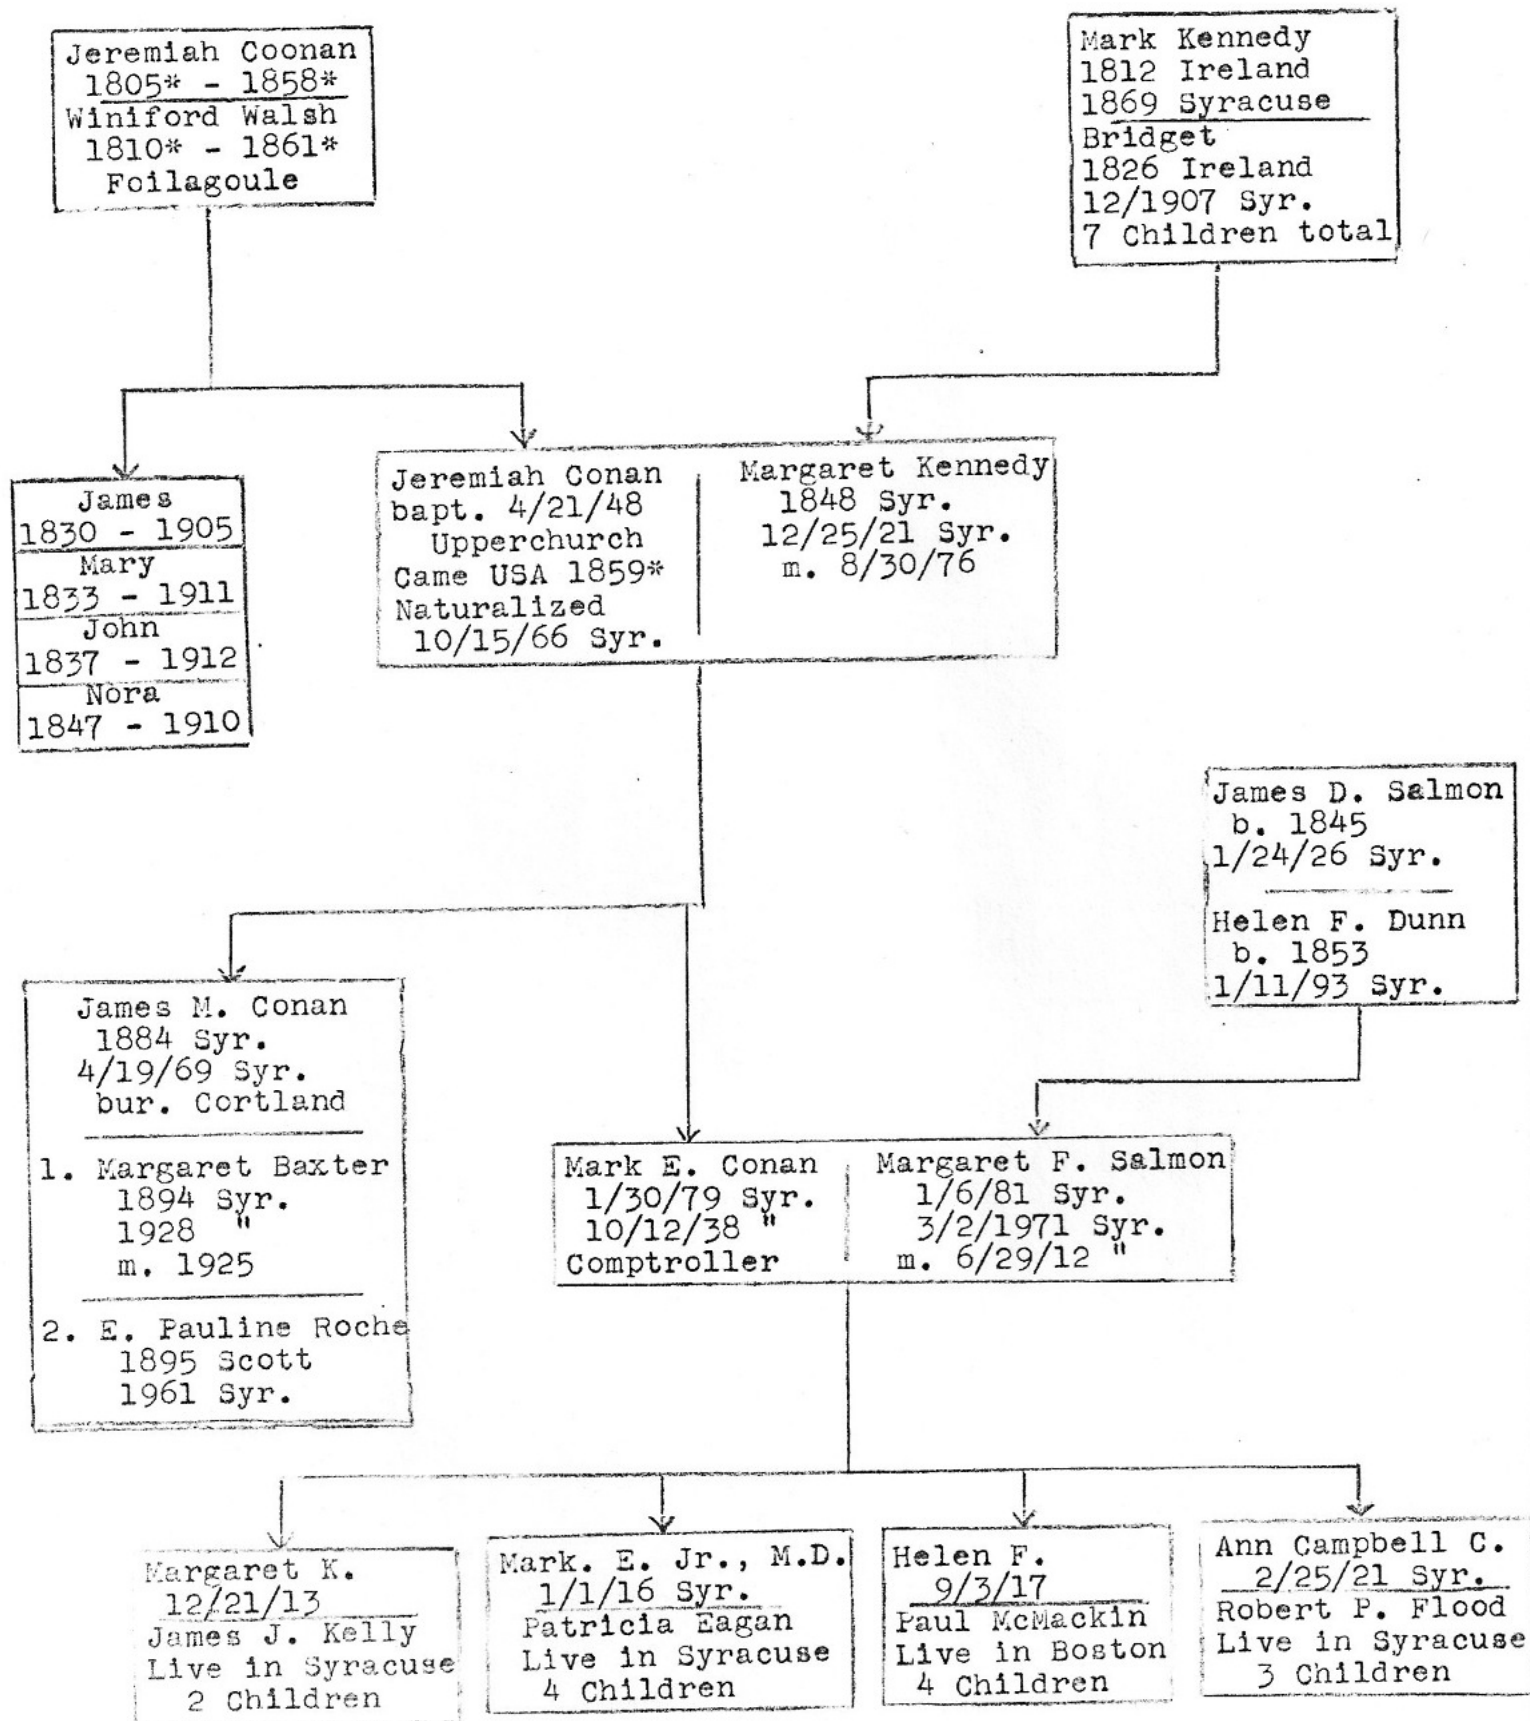 Jeremiah Coonan
1805* - 1858*
Winiford Walsh
1810* - 1861*
Foilagoule
Mark Kennedy
1812 Ireland
1869 Syracuse
Bridget
1826 Ireland
12/1907 Syr.
7 Children total
James
1830 - 1905
Mary
1833 - 1911
John
1837 - 1912
Nora
1847 - 1910
Jeremiah Conan
bapt. 4/21/48
Upperchurch
Came USA 1859*
Naturalized
10/15/66 Syr.
Margaret Kennedy
1848 Syr.
12/25/21 Syr.
m. 8/30/76
James D. Salmon
b. 1845
1/24/26 Syr.
Helen F. Dunn
b. 1853
1/11/93 Syr.
James M. Conan
1884 Syr.
4/19/69 Syr.
bur. Cortland
1. Margaret Baxter
1894 Syr.
1928 "
m. 1925
2. E. Pauline Roche
1895 Scott
1961 Syr.
Mark E. Conan
1/30/79 Syr.
10/12/38 "
Comptroller
Margaret F. Salmon
1/6/81 Syr.
3/2/1971 Syr.
m. 6/29/12 "
Margaret K.
12/21/13
James J. Kelly
Live in Syracuse
2 Children
Mark. E. Jr., M.D.
1/1/16 Syr.
Patricia Eagan
Live in Syracuse
4 Children
Helen F.
9/3/17
Paul McMackin
Live in Boston
4 Children
Ann Campbell C.
2/25/21 Syr.
Robert P. Flood
Live in Syracuse
3 Children